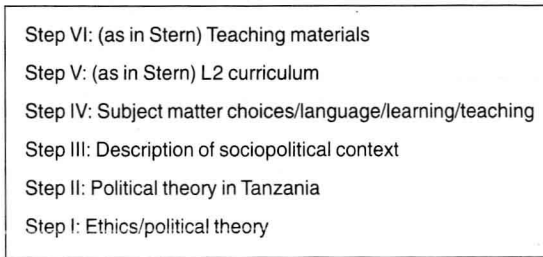 Step VI: (as in Stern) Teaching materials
Step V: (as in Stern) L2 curriculum
Step IV: Subject matter choices/language/learning/teaching
Step III: Description of sociopolitical context
Step II: Political theory in Tanzania
Step I: Ethics/political theory